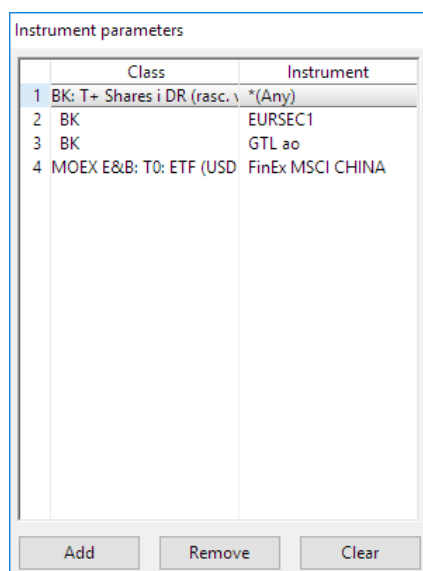 Instrument parameters
Class Instrument
1 BK: T+ Shares i DR (rasc. v *(Any)
2 BK EURSEC1
3 BK GTL ao
4 MOEX E&B: T0: ETF (USD FinEx MSCI CHINA
Add Remove Clear